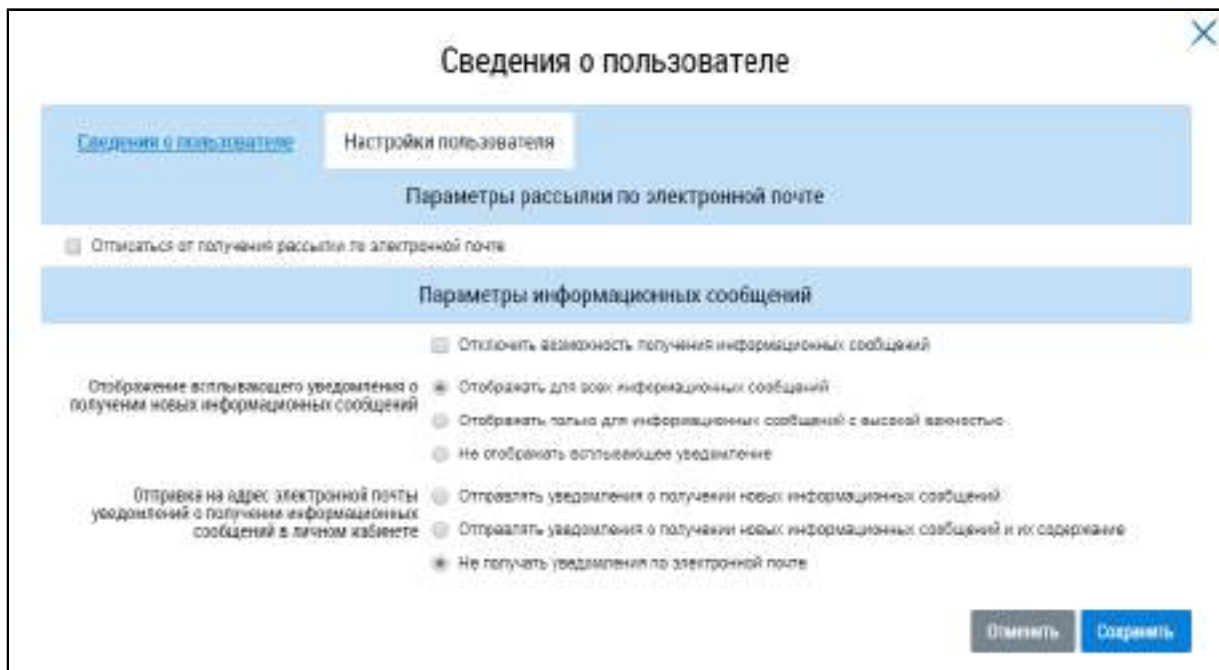 Сведения о пользователе
Сведения о пользователе
Настройки пользователя
Параметры рассылки по электронной почте
Отписаться от получения рассылки по электронной почте
Параметры информационных сообщений
Отключить возможность получения информационных сообщений
Отображение всплывающего уведомления о
получении новых информационных сообщений
Отображать для всех информационных сообщений
Отображать только для информационных сообщений с высокой важностью
Не отображать всплывающее уведомление
Отправка на адрес электронной почты
уведомлений о получении информационных
сообщений в личном кабинете
Отправлять уведомления о получении новых информационных сообщений
Отправлять уведомления о получении новых информационных сообщений и их содержание
Не получать уведомления по электронной почте
Отменить
Сохранить